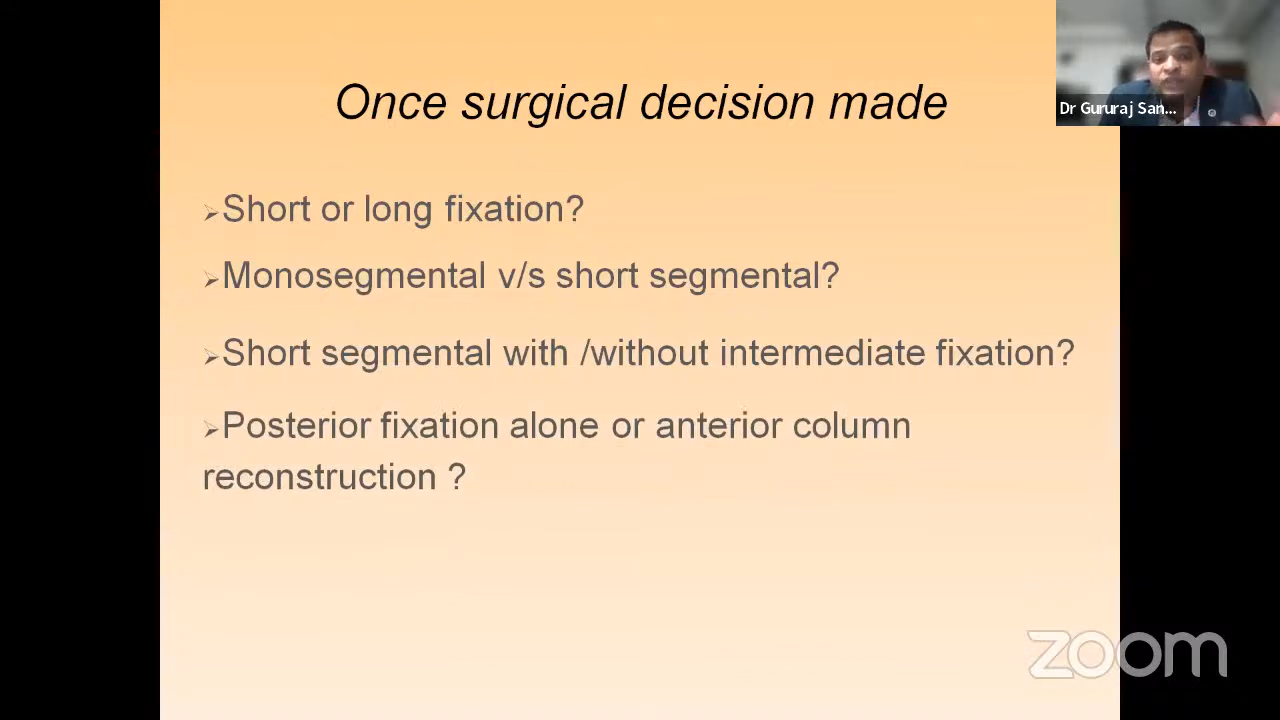 Once surgical decision made
Dr Gururaj San...
➢Short or long fixation?
➢Monosegmental v/s short segmental?
➢Short segmental with /without intermediate fixation?
➢Posterior fixation alone or anterior column
reconstruction ?
zoom